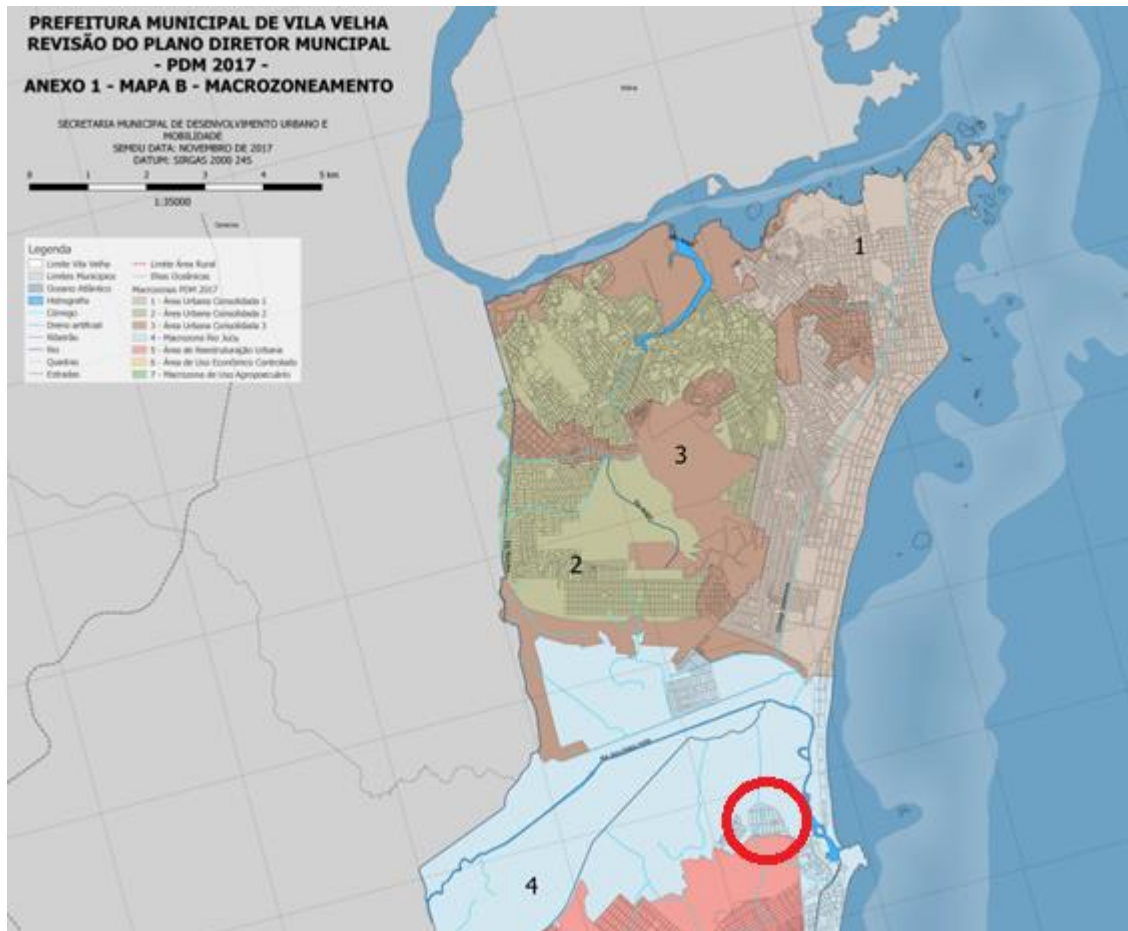 PREFEITURA MUNICIPAL DE VILA VELHA
REVISÃO DO PLANO DIRETOR MUNCIPAL
- PDM 2017 -
ANEXO 1 - MAPA B - MACROZONEAMENTO
SECRETARIA MUNICIPAL DE DESENVOLVIMENTO URBANO E
MOBILIDADE
SEMDU DATA: NOVEMBRO DE 2017
DATUM: SIRGAS 2000 24S
0 1 2 3 4 5 km
1:35000
Legenda
Limite Vila Velha
Limites Municípios
Oceano Atlântico
Hidrografia
Córrego
Dreno artificial
Ribeirão
Rio
Quadras
Estradas
Limite Área Rural
Ilhas Oceânicas
Macrozonas PDM 2017
1 - Área Urbana Consolidada 1
2 - Área Urbana Consolidada 2
3 - Área Urbana Consolidada 3
4 - Macrozona Rio Jucu
5 - Área de Reestruturação Urbana
6 - Área de Uso Econômico Controlado
7 - Macrozona de Uso Agropecuário
1
3
2
4